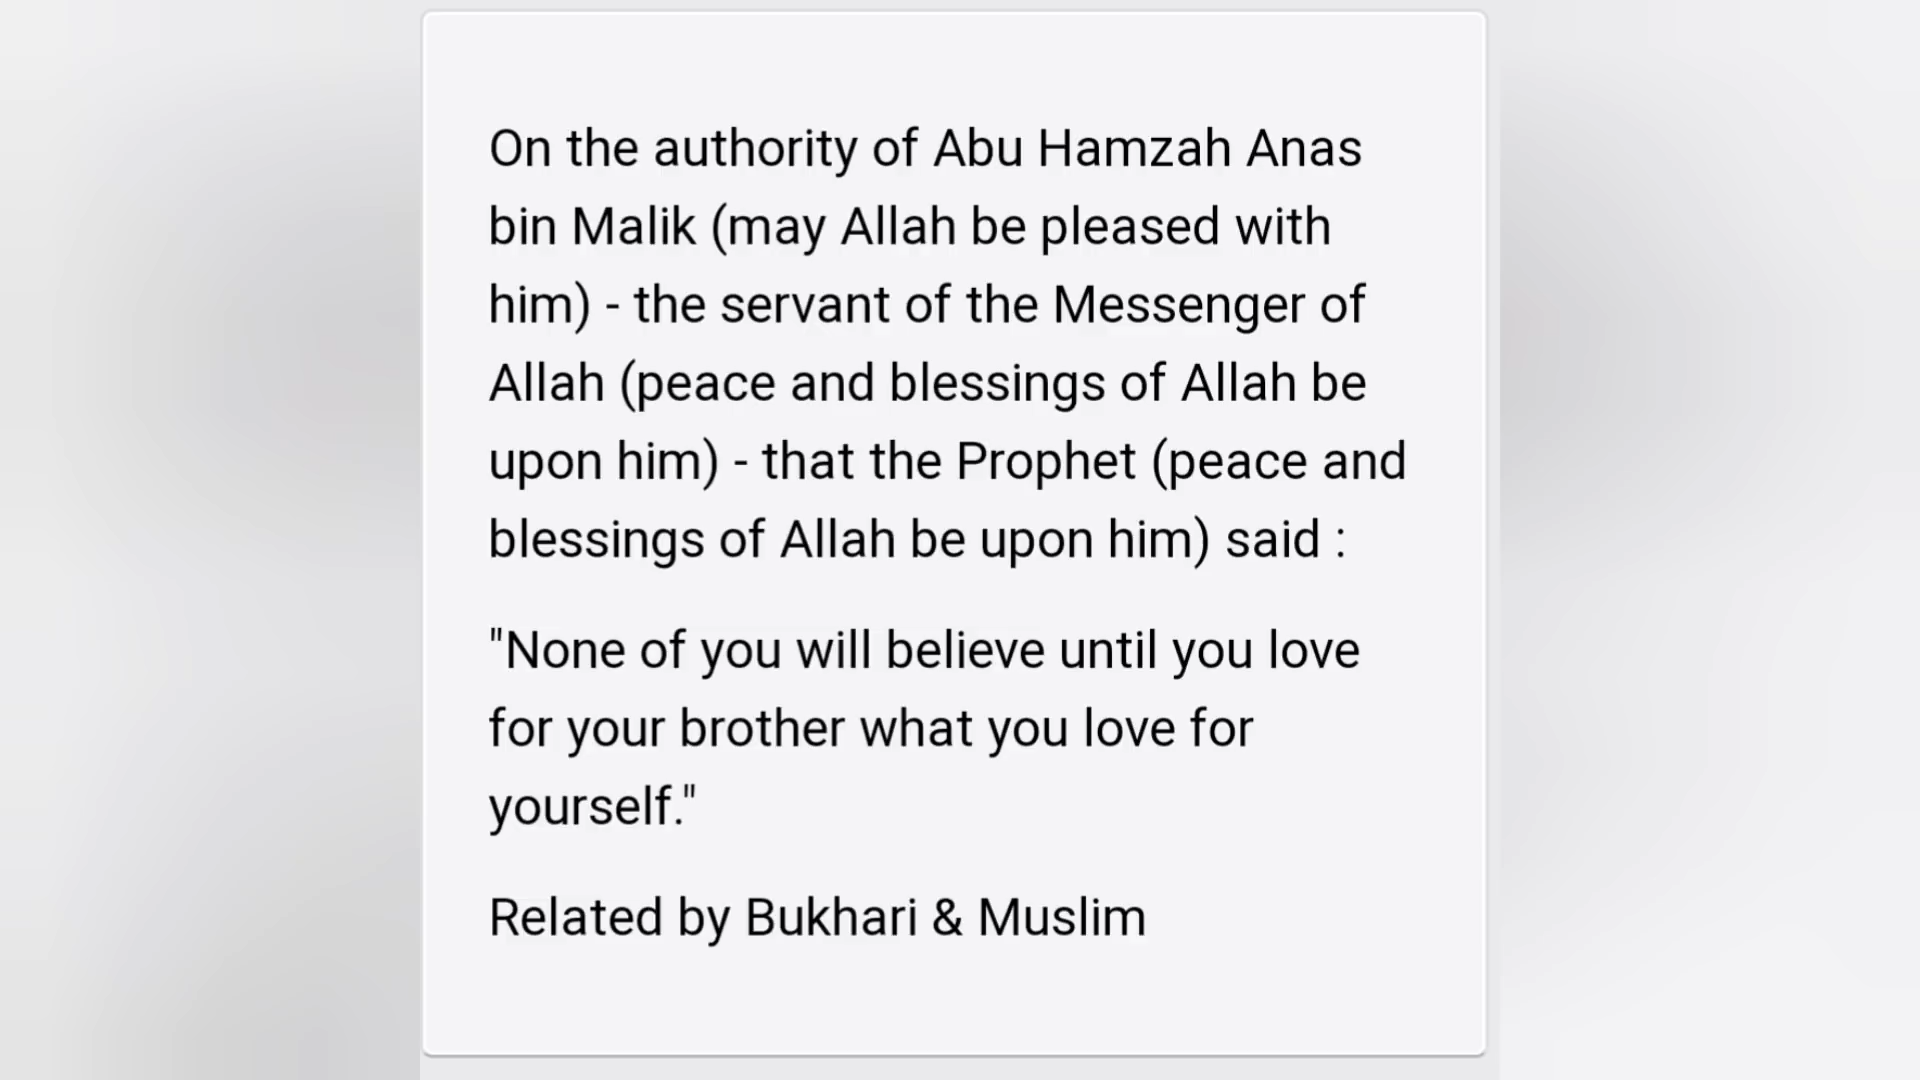 On the authority of Abu Hamzah Anas
bin Malik (may Allah be pleased with
him) - the servant of the Messenger of
Allah (peace and blessings of Allah be
upon him) - that the Prophet (peace and
blessings of Allah be upon him) said :
"None of you will believe until you love
for your brother what you love for
yourself."
Related by Bukhari & Muslim